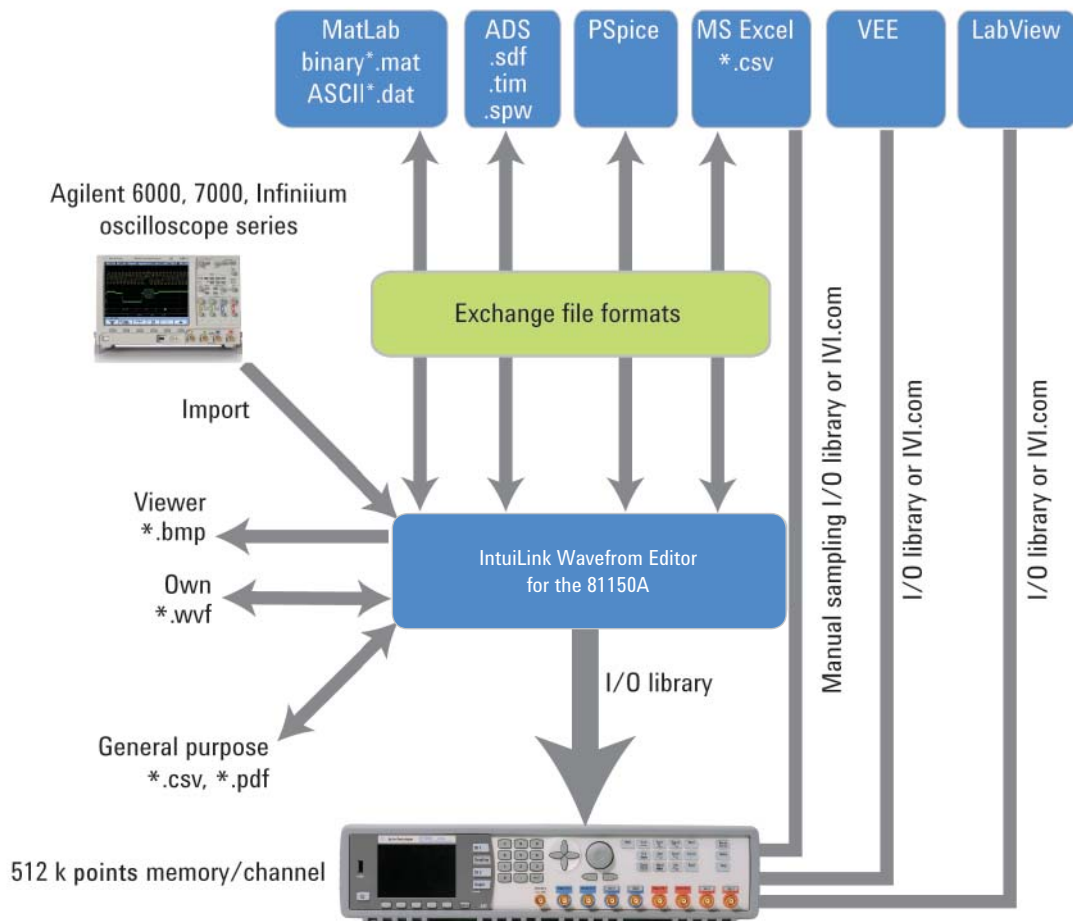 MatLab
binary*.mat
ASCII*.dat
ADS
.sdf
.tim
.spw
PSpice
MS Excel
*.csv
VEE
LabView
Agilent 6000, 7000, Infiniium
oscilloscope series
Exchange file formats
Import
Viewer
*.bmp
Own
*.wvf
General purpose
*.csv, *.pdf
IntuiLink Wavefrom Editor
for the 81150A
I/O library
Manual sampling I/O library or IVI.com
I/O library or IVI.com
I/O library or IVI.com
512 k points memory/channel